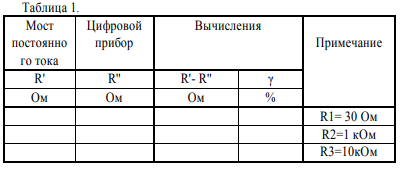 Таблица 1.
Мост постоянно го тока	Цифровой прибор	Вычисления	Примечание
R'	R"	R'- R"	γ
Ом	Ом	Ом	%
R1= 30 Ом
R2=1 кОм
R3=10кОм